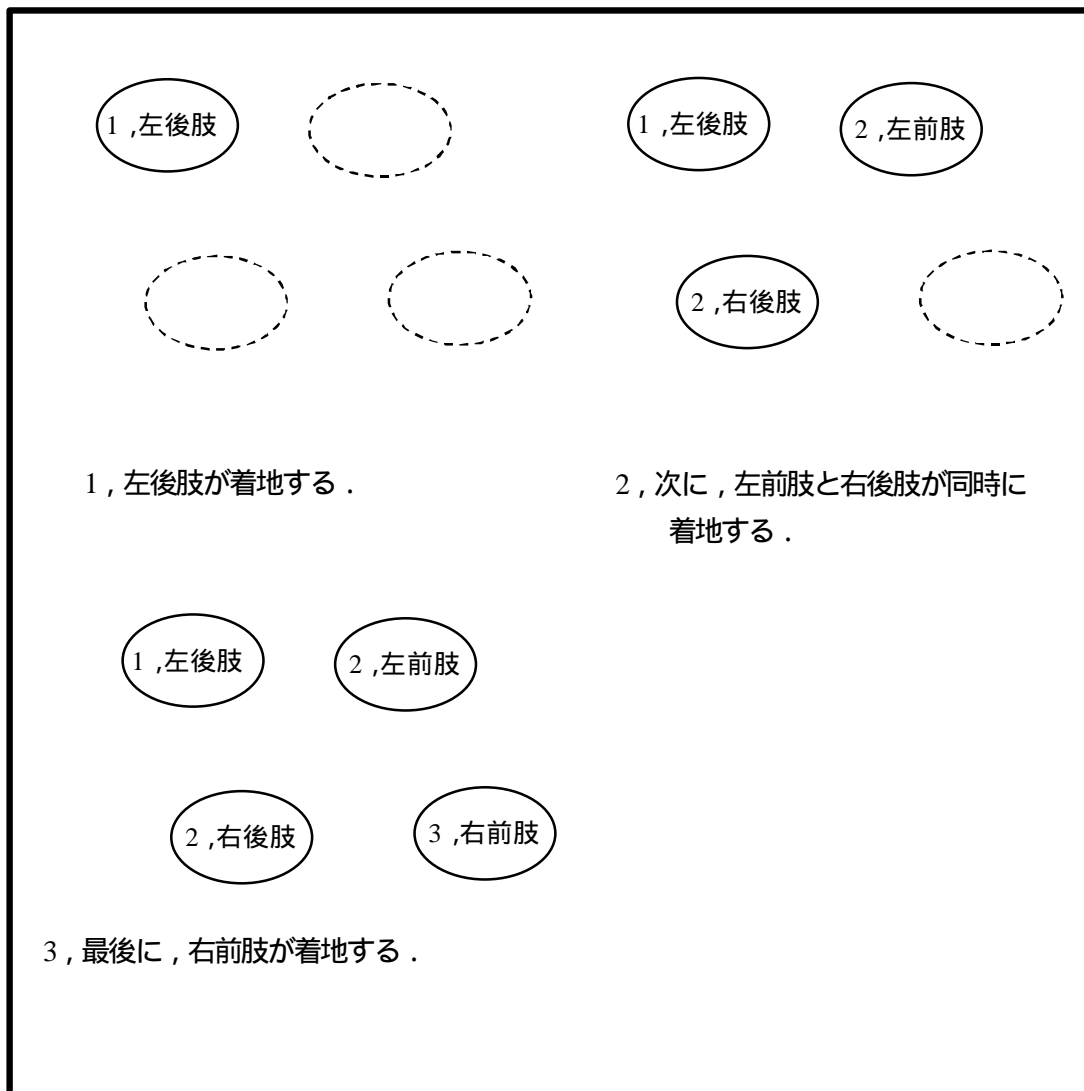 1 ,左後肢
1 ,左後肢
2 ,左前肢
2 ,右後肢
1 , 左後肢が着地する .
2 , 次に , 左前肢と右後肢が同時に
着地する .
1 ,左後肢
2 ,左前肢
2 ,右後肢
3 ,右前肢
3 , 最後に , 右前肢が着地する .